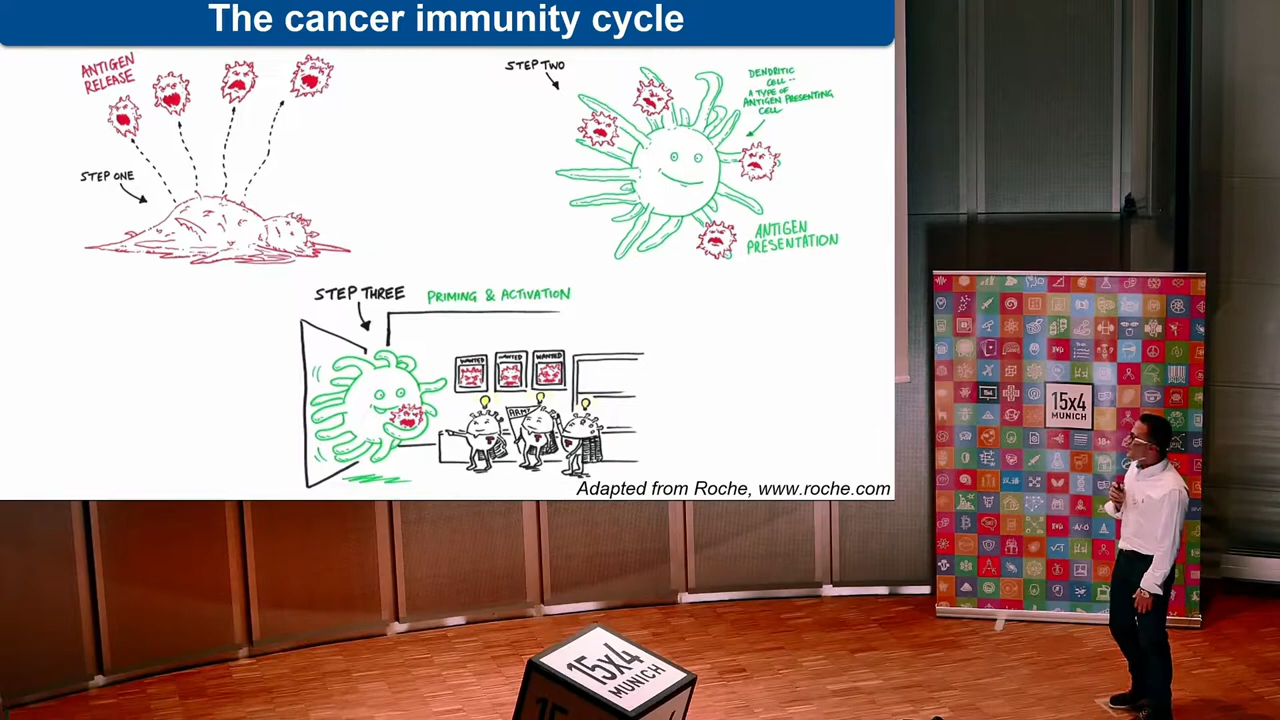 The cancer immunity cycle
ANTIGEN
RELEASE
STEP ONE
STEP TWO
DENDRITIC
CELL --
A TYPE OF
ANTIGEN PRESENTING
CELL
ANTIGEN
PRESENTATION
STEP THREE
PRIMING & ACTIVATION
WANTED
WANTED
WANTED
ARMY
T
T
T
Adapted from Roche, www.roche.com
15x4
MUNICH
15x4
MUNICH
15